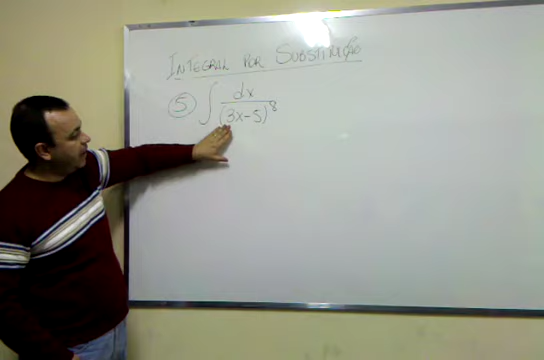 INTEGRAL POR SUBSTITUIÇÃO
5 ∫ dx / (3x-5)^8